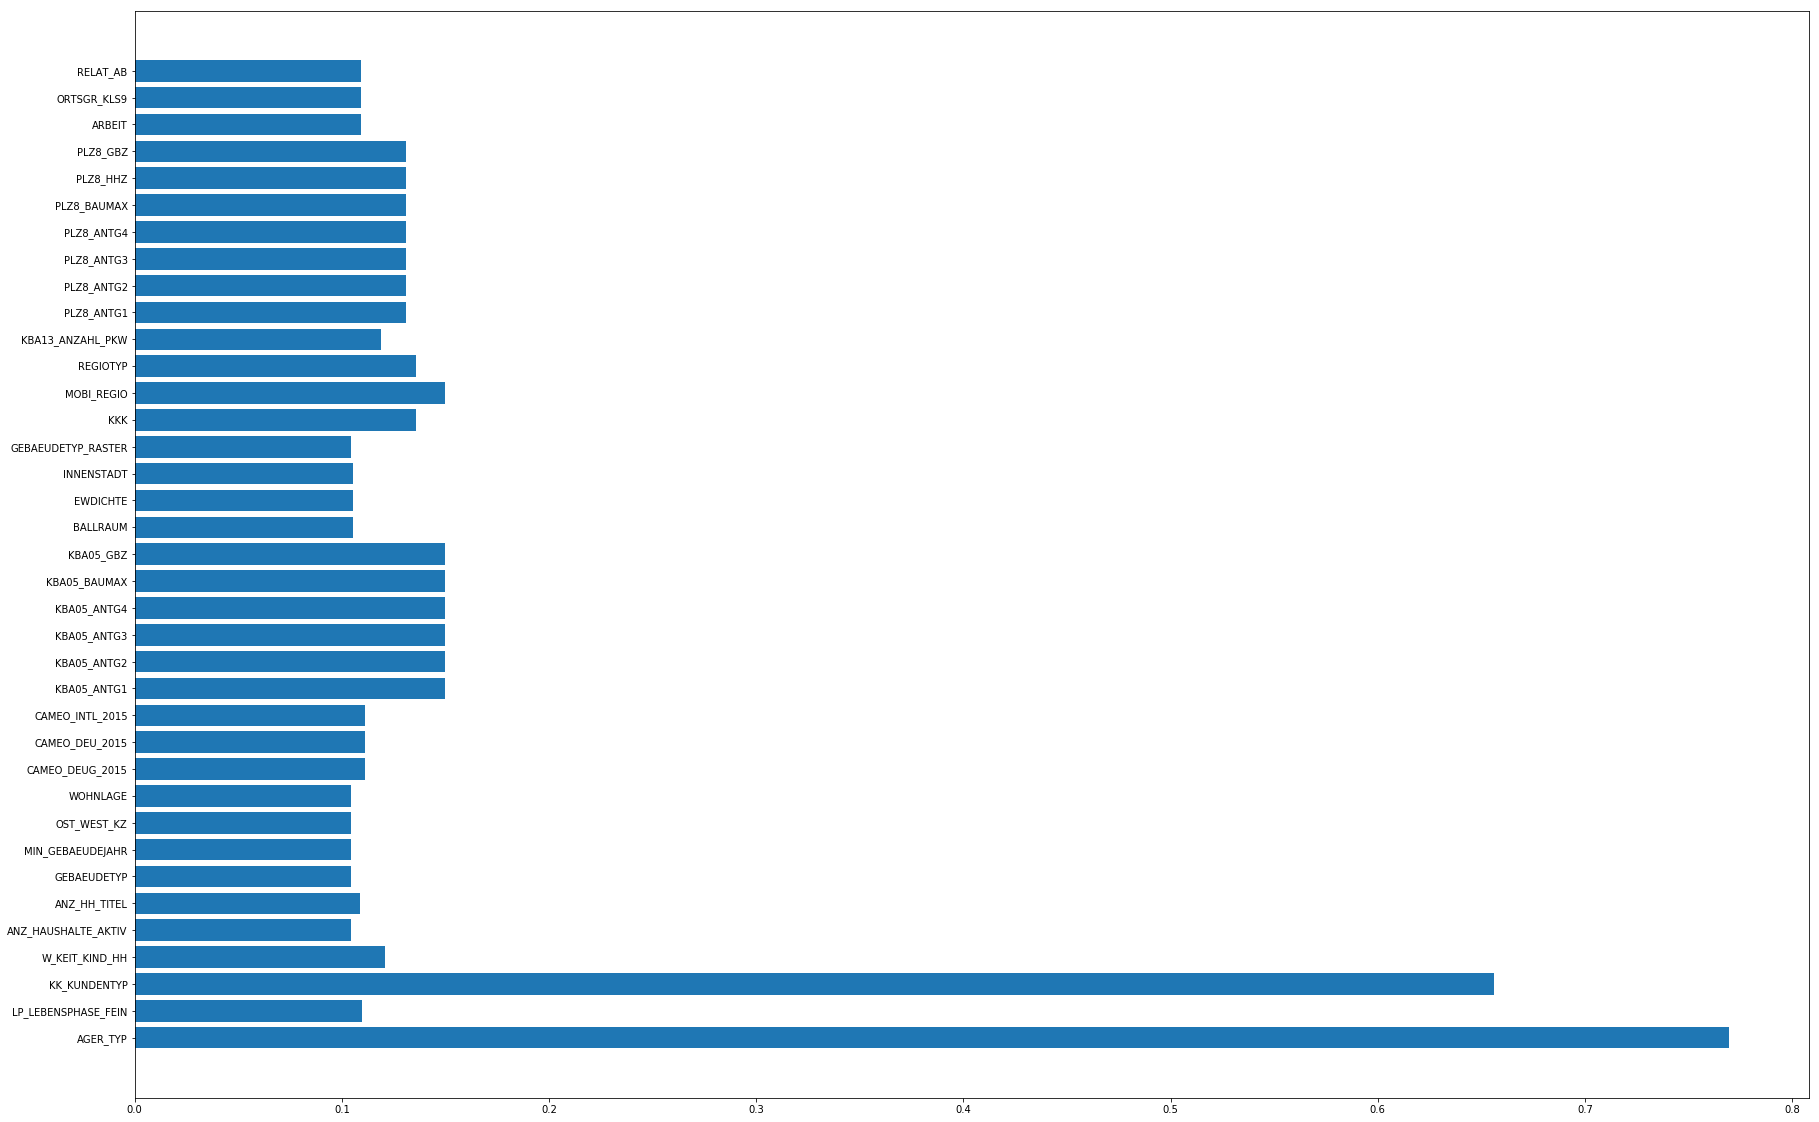 RELAT_AB
ORTSGR_KLS9
ARBEIT
PLZ8_GBZ
PLZ8_HHZ
PLZ8_BAUMAX
PLZ8_ANTG4
PLZ8_ANTG3
PLZ8_ANTG2
PLZ8_ANTG1
KBA13_ANZAHL_PKW
REGIOTYP
MOBI_REGIO
KKK
GEBAEUDETYP_RASTER
INNENSTADT
EWDICHTE
BALLRAUM
KBA05_GBZ
KBA05_BAUMAX
KBA05_ANTG4
KBA05_ANTG3
KBA05_ANTG2
KBA05_ANTG1
CAMEO_INTL_2015
CAMEO_DEU_2015
CAMEO_DEUG_2015
WOHNLAGE
OST_WEST_KZ
MIN_GEBAEUDEJAHR
GEBAEUDETYP
ANZ_HH_TITEL
ANZ_HAUSHALTE_AKTIV
W_KEIT_KIND_HH
KK_KUNDENTYP
LP_LEBENSPHASE_FEIN
AGER_TYP
0.0 0.1 0.2 0.3 0.4 0.5 0.6 0.7 0.8